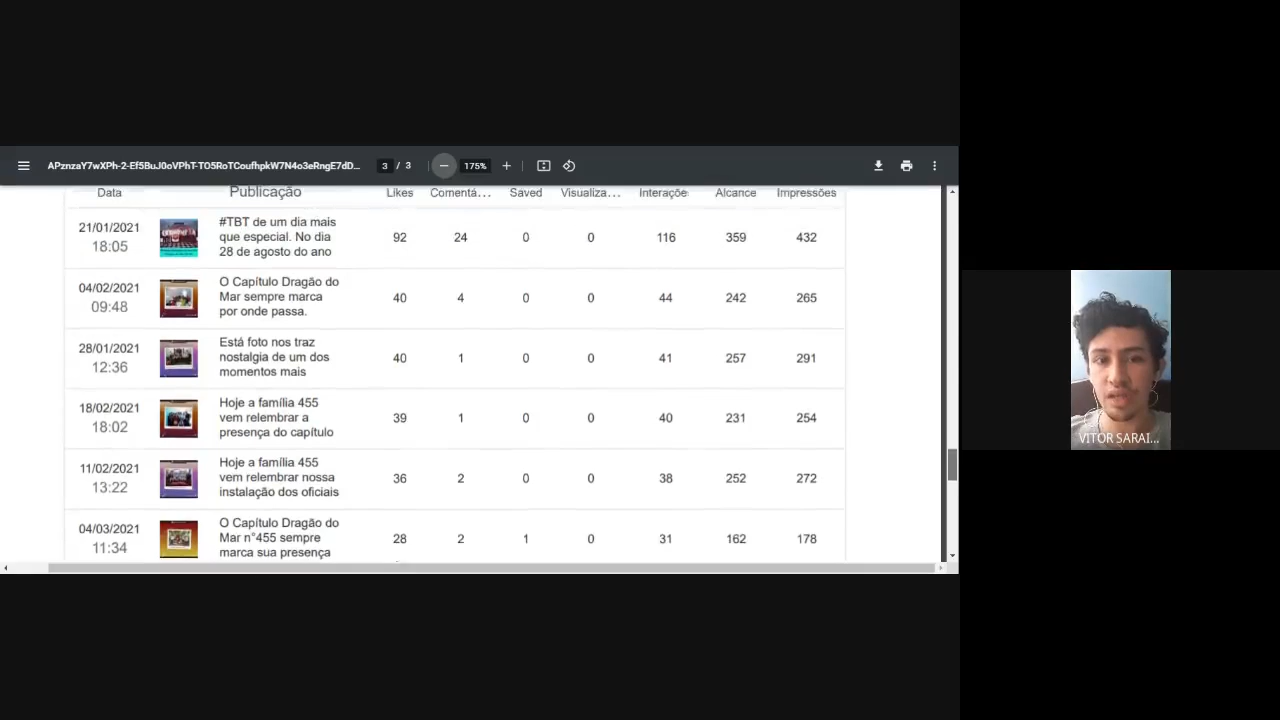 APznzaY7wXPh-2-Ef5BuJ0oVPhT-TO5RoTCoufhpkW7N4o3eRngE7dD... 3 / 3 175%
Data Publicação Likes Comentá... Saved Visualiza... Interaçõe Alcance Impressões
21/01/2021
18:05
#TBT de um dia mais
que especial. No dia
28 de agosto do ano
92 24 0 0 116 359 432
04/02/2021
09:48
O Capítulo Dragão do
Mar sempre marca
por onde passa.
40 4 0 0 44 242 265
28/01/2021
12:36
Está foto nos traz
nostalgia de um dos
momentos mais
40 1 0 0 41 257 291
18/02/2021
18:02
Hoje a família 455
vem relembrar a
presença do capítulo
39 1 0 0 40 231 254
11/02/2021
13:22
Hoje a família 455
vem relembrar nossa
instalação dos oficiais
36 2 0 0 38 252 272
04/03/2021
11:34
O Capítulo Dragão do
Mar n°455 sempre
marca sua presença
28 2 1 0 31 162 178
VITOR SARAI...